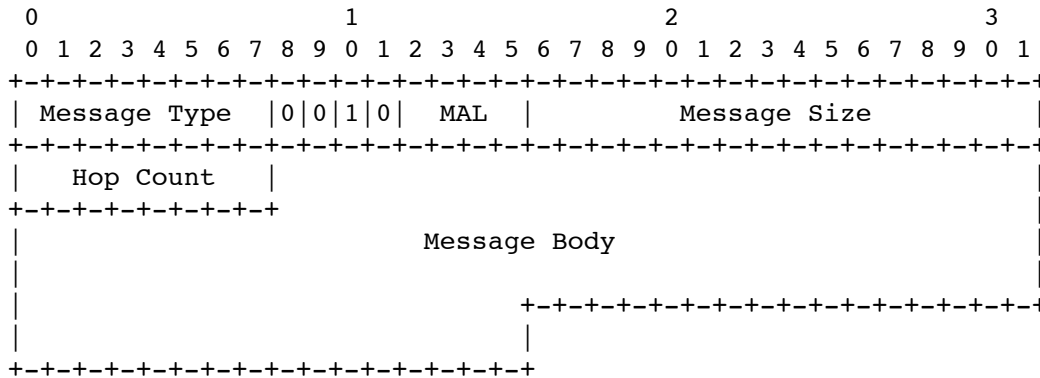 0                   1                   2                   3
 0 1 2 3 4 5 6 7 8 9 0 1 2 3 4 5 6 7 8 9 0 1 2 3 4 5 6 7 8 9 0 1
+-+-+-+-+-+-+-+-+-+-+-+-+-+-+-+-+-+-+-+-+-+-+-+-+-+-+-+-+-+-+-+-+
| Message Type  |0|0|1|0|  MAL  |         Message Size          |
+-+-+-+-+-+-+-+-+-+-+-+-+-+-+-+-+-+-+-+-+-+-+-+-+-+-+-+-+-+-+-+-+
|   Hop Count   |                                               |
+-+-+-+-+-+-+-+-+                                               |
|                         Message Body                          |
|                                                               |
|                               +-+-+-+-+-+-+-+-+-+-+-+-+-+-+-+-+
|                               |
+-+-+-+-+-+-+-+-+-+-+-+-+-+-+-+-+